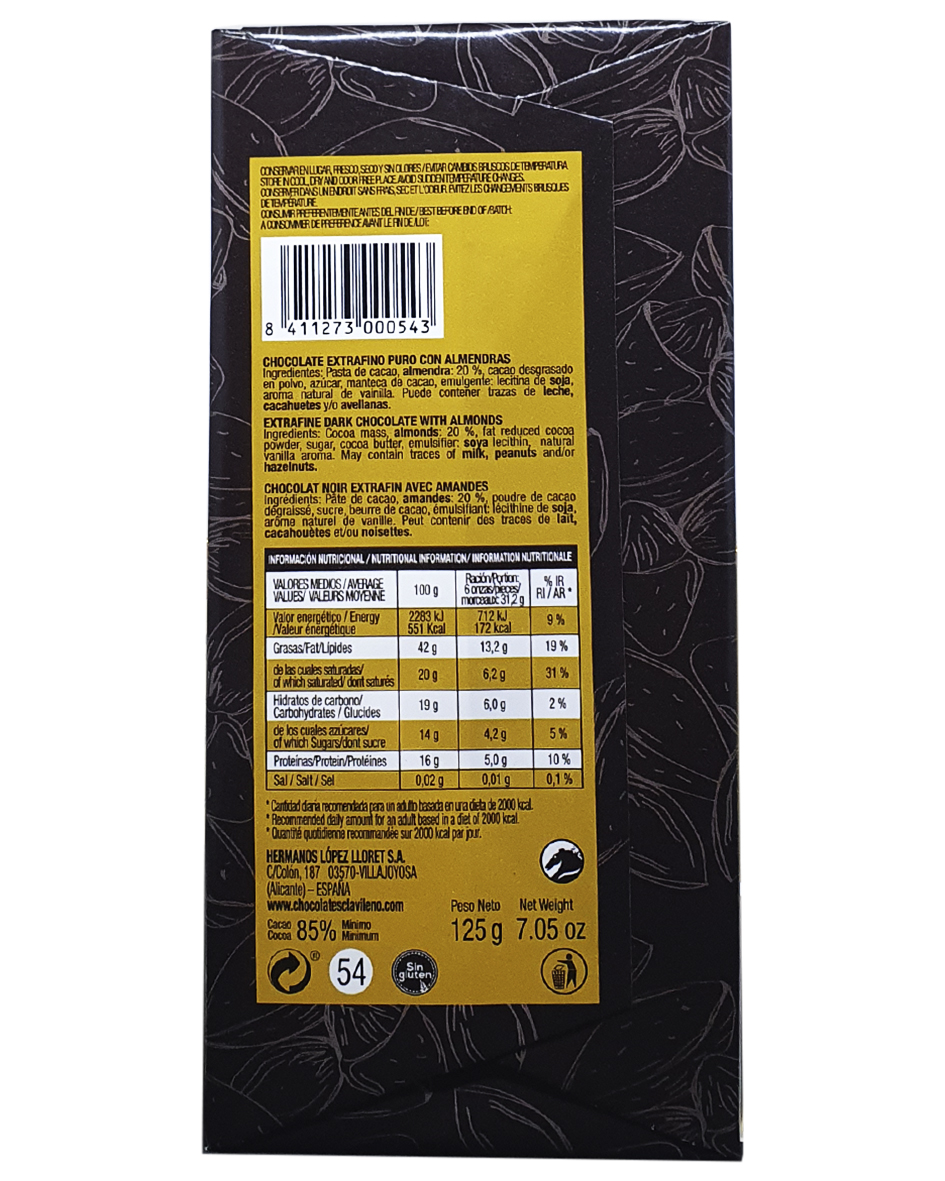 CONSERVAR EN LUGAR, FRESCO, SECO Y SIN OLORES / EVITAR CAMBIOS BRUSCOS DE TEMPERATURA
STORE IN COOL, DRY AND ODOR FREE PLACE. AVOID SUDDEN TEMPERATURE CHANGES.
CONSERVER DANS UN ENDROIT SANS FRAIS, SEC ET L'ODEUR. EVITEZ LES CHANGEMENTS BRUSQUES
DE TEMPÉRATURE.
CONSUMIR PREFERENTEMENTE ANTES DEL FIN DE / BEST BEFORE END OF /BATCH:
A CONSOMMER DE PREFERENCE AVANT LE FIN DE /LOT:
8 411273 000543
CHOCOLATE EXTRAFINO PURO CON ALMENDRAS
Ingredientes: Pasta de cacao, almendra: 20 %, cacao desgrasado
en polvo, azúcar, manteca de cacao, emulgente: lecitina de soja,
aroma natural de vainilla. Puede contener trazas de leche,
cacahuetes y/o avellanas.
EXTRAFINE DARK CHOCOLATE WITH ALMONDS
Ingredients: Cocoa mass, almonds: 20 %, fat reduced cocoa
powder, sugar, cocoa butter, emulsifier: soya lecithin, natural
vanilla aroma. May contain traces of milk, peanuts and/or
hazelnuts.
CHOCOLAT NOIR EXTRAFIN AVEC AMANDES
Ingrédients: Pâte de cacao, amandes: 20 %, poudre de cacao
dégraissé, sucre, beurre de cacao, émulsifiant: lécithine de soja,
arôme naturel de vanille. Peut contenir des traces de lait,
cacahouètes et/ou noisettes.
INFORMACIÓN NUTRICIONAL / NUTRITIONAL INFORMATION/ INFORMATION NUTRITIONALE
VALORES MEDIOS / AVERAGE
VALUES/ VALEURS MOYENNE
100 g
Ración/Portion:
6 onzas/pieces/
morceaux: 31,2 g
% IR
RI / AR *
Valor energético / Energy
/Valeur énergétique
2283 kJ
551 Kcal
712 kJ
172 kcal
9 %
Grasas/Fat/Lípides 42 g 13,2 g 19 %
de las cuales saturadas/
of which saturated/ dont saturés
20 g 6,2 g 31 %
Hidratos de carbono/
Carbohydrates / Glucides
19 g 6,0 g 2 %
de los cuales azúcares/
of which Sugars/dont sucre
14 g 4,2 g 5 %
Proteínas/Protein/Protéines 16 g 5,0 g 10 %
Sal / Salt / Sel 0,02 g 0,01 g 0,1 %
* Cantidad diaria recomendada para un adulto basada en una dieta de 2000 kcal.
* Recommended daily amount for an adult based in a diet of 2000 kcal.
* Quantité quotidienne recommandée sur 2000 kcal par jour.
HERMANOS LÓPEZ LLORET S.A.
C/Colón, 187 03570-VILLAJOYOSA
(Alicante) – ESPAÑA
www.chocolatesclavileno.com
Peso Neto Net Weight
125 g 7.05 oz
Cacao
Cocoa
85%
Mínimo
Minimum
®
54
Sin
gluten